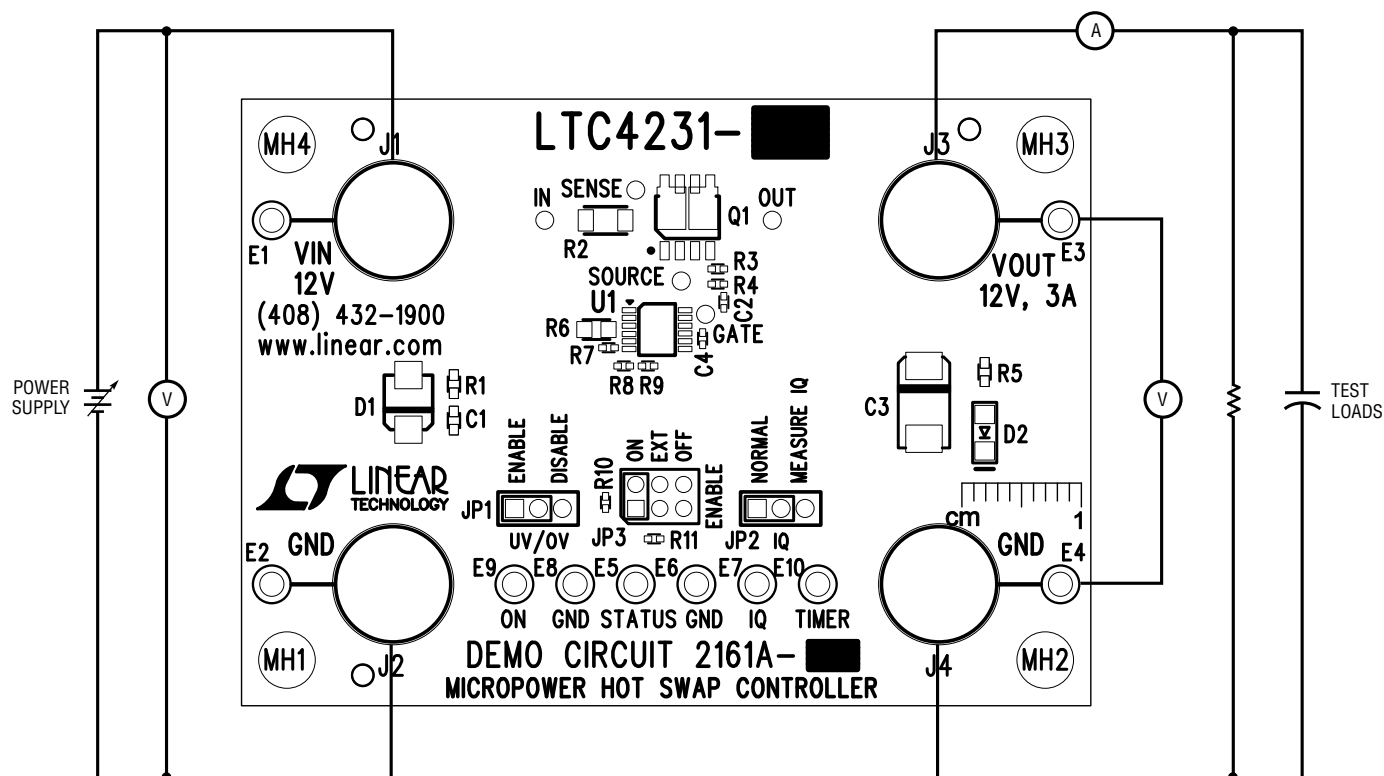 A
LTC4231-
MH4
J1
J3
MH3
IN
SENSE
OUT
Q1
E1
VIN
12V
R2
R3
R4
C2
SOURCE
U1
GATE
C4
E3
VOUT
12V, 3A
(408) 432-1900
www.linear.com
R6
R7
R8
R9
POWER
SUPPLY
V
D1
R1
C1
C3
R5
D2
V
TEST
LOADS
ENABLE
DISABLE
ON
EXT
OFF
NORMAL
MEASURE IQ
LINEAR
TECHNOLOGY
JP1
UV/OV
R10
JP3
ENABLE
R11
JP2
IQ
cm
1
E2
GND
GND
E4
E9
E8
E5
E6
E7
E10
ON
GND
STATUS
GND
IQ
TIMER
MH1
J2
DEMO CIRCUIT 2161A-
MICROPOWER HOT SWAP CONTROLLER
J4
MH2